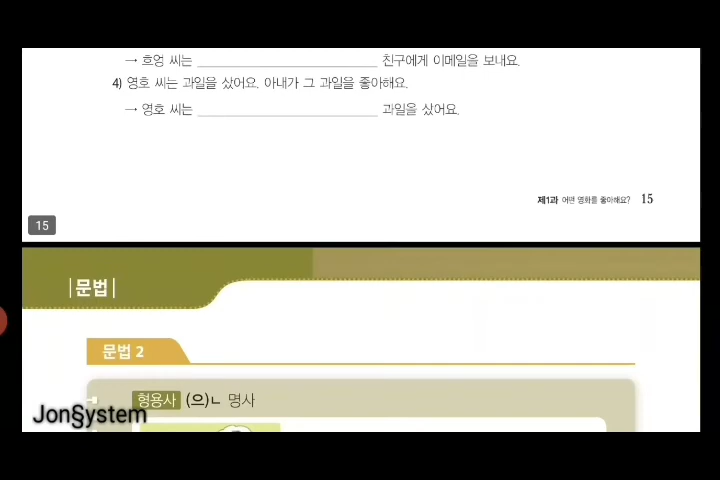 → 흐엉 씨는 ____________________ 친구에게 이메일을 보내요.
4) 영호 씨는 과일을 샀어요. 아내가 그 과일을 좋아해요.
→ 영호 씨는 ____________________ 과일을 샀어요.
제1과 어떤 영화를 좋아해요? 15
15
|문법|
문법 2
형용사 (으)ㄴ 명사
JonSystem